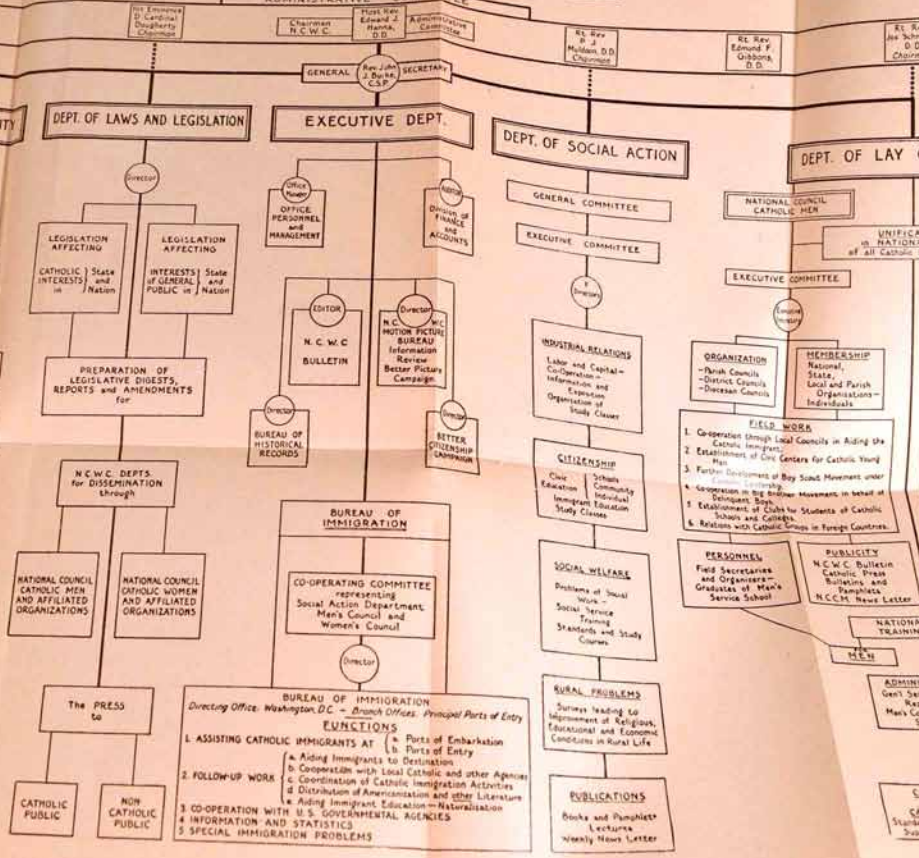 ADMINISTRATIVE
His Eminence
D. Cardinal
Dougherty
Chairman
Chairman
N.C.W.C.
Most Rev
Edward J.
Hanna,
D.D.
Administrative
Committee
Rt. Rev
P. J.
Muldoon, D.D.
Chairman
Rt. Rev.
Edmund F.
Gibbons,
D.D.
GENERAL
Rev. John
J. Burke,
C.S.P.
SECRETARY
DEPT. OF LAWS AND LEGISLATION
Director
LEGISLATION
AFFECTING
CATHOLIC INTERESTS in
State and Nation
LEGISLATION
AFFECTING
INTERESTS of GENERAL PUBLIC in
State and Nation
PREPARATION OF
LEGISLATIVE DIGESTS,
REPORTS and AMENDMENTS
for
N.C.W.C. DEPTS.
for DISSEMINATION
through
NATIONAL COUNCIL
CATHOLIC MEN
AND AFFILIATED
ORGANIZATIONS
NATIONAL COUNCIL
CATHOLIC WOMEN
AND AFFILIATED
ORGANIZATIONS
The PRESS
to
CATHOLIC
PUBLIC
NON
CATHOLIC
PUBLIC
EXECUTIVE DEPT.
Office
Manager
OFFICE
PERSONNEL
and
MANAGEMENT
AUDITOR
Division of
FINANCE
and
ACCOUNTS
EDITOR
N.C.W.C
BULLETIN
Director
N.C.W.C
MOTION PICTURE
BUREAU
Information
Review
Better Picture
Campaign
Director
BUREAU OF
HISTORICAL
RECORDS
Director
BETTER
CITIZENSHIP
CAMPAIGN
BUREAU OF
IMMIGRATION
CO-OPERATING COMMITTEE
representing
Social Action Department
Men's Council and
Women's Council
Director
BUREAU OF IMMIGRATION
Directing Office: Washington, D.C. - Branch Offices: Principal Ports of Entry
FUNCTIONS
1. ASSISTING CATHOLIC IMMIGRANTS AT
a. Ports of Embarkation
b. Ports of Entry
2. FOLLOW-UP WORK
a. Aiding Immigrants to Destination
b. Cooperation with Local Catholic and other Agencies
c. Coordination of Catholic Immigration Activities
d. Distribution of Americanization and other Literature
e. Aiding Immigrant Education - Naturalisation
3 CO-OPERATION WITH U.S. GOVERNMENTAL AGENCIES
4 INFORMATION AND STATISTICS
5 SPECIAL IMMIGRATION PROBLEMS
DEPT. OF SOCIAL ACTION
GENERAL COMMITTEE
EXECUTIVE COMMITTEE
2
Directors
INDUSTRIAL RELATIONS
Labor and Capital-
Co-Operation-
Information and
Exposition
Organisation of
Study Classes
CITIZENSHIP
Civic Education
Schools
Community
Individual
Immigrant Education
Study Classes
SOCIAL WELFARE
Problems of Social
Work -
Social Service
Training
Standards and Study
Courses
RURAL PROBLEMS
Surveys leading to
Improvement of Religious,
Educational and Economic
Conditions in Rural Life
PUBLICATIONS
Books and Pamphlets
Lectures
Weekly News Letter
DEPT. OF LAY
NATIONAL COUNCIL
CATHOLIC MEN
in NATION
of all Catholic
EXECUTIVE COMMITTEE
Executive
Secretary
ORGANIZATION
-Parish Councils
-District Councils
-Diocesan Councils
MEMBERSHIP
National,
State,
Local and Parish
Organisations-
Individuals
FIELD WORK
1. Co-operation through Local Councils in Aiding the
Catholic Immigrant.
2. Establishment of Civic Centers for Catholic Young
Men
3. Further Development of Boy Scout Movement under
Catholic Leadership.
4. Co-operation in Big Brother Movement in behalf of
Delinquent Boys.
5. Establishment of Clubs for Students of Catholic
Schools and Colleges.
6. Relations with Catholic Groups in Foreign Countries.
PERSONNEL
Field Secretaries
and Organizers-
Graduates of Men's
Service School
PUBLICITY
N.C.W.C. Bulletin
Catholic Press
Bulletins and
Pamphlets
N.C.C.M. News Letter
MEN